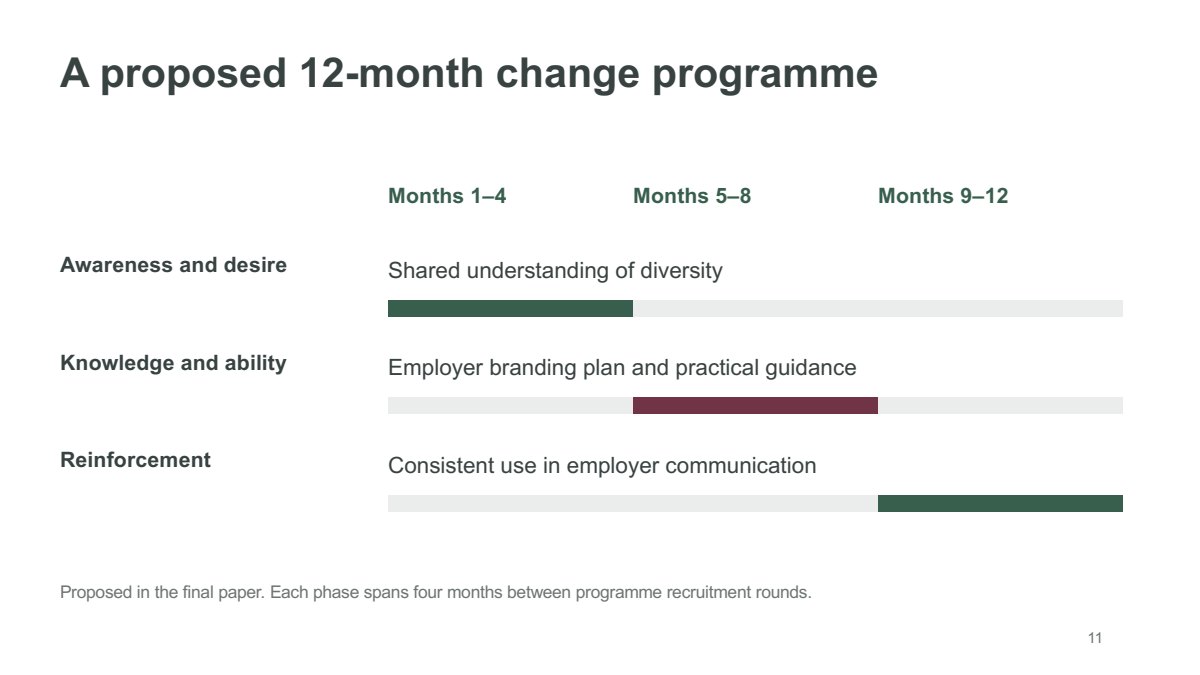 A proposed 12-month change programme
Months 1–4
Months 5–8
Months 9–12
Awareness and desire
Shared understanding of diversity
Knowledge and ability
Employer branding plan and practical guidance
Reinforcement
Consistent use in employer communication
Proposed in the final paper. Each phase spans four months between programme recruitment rounds.
11